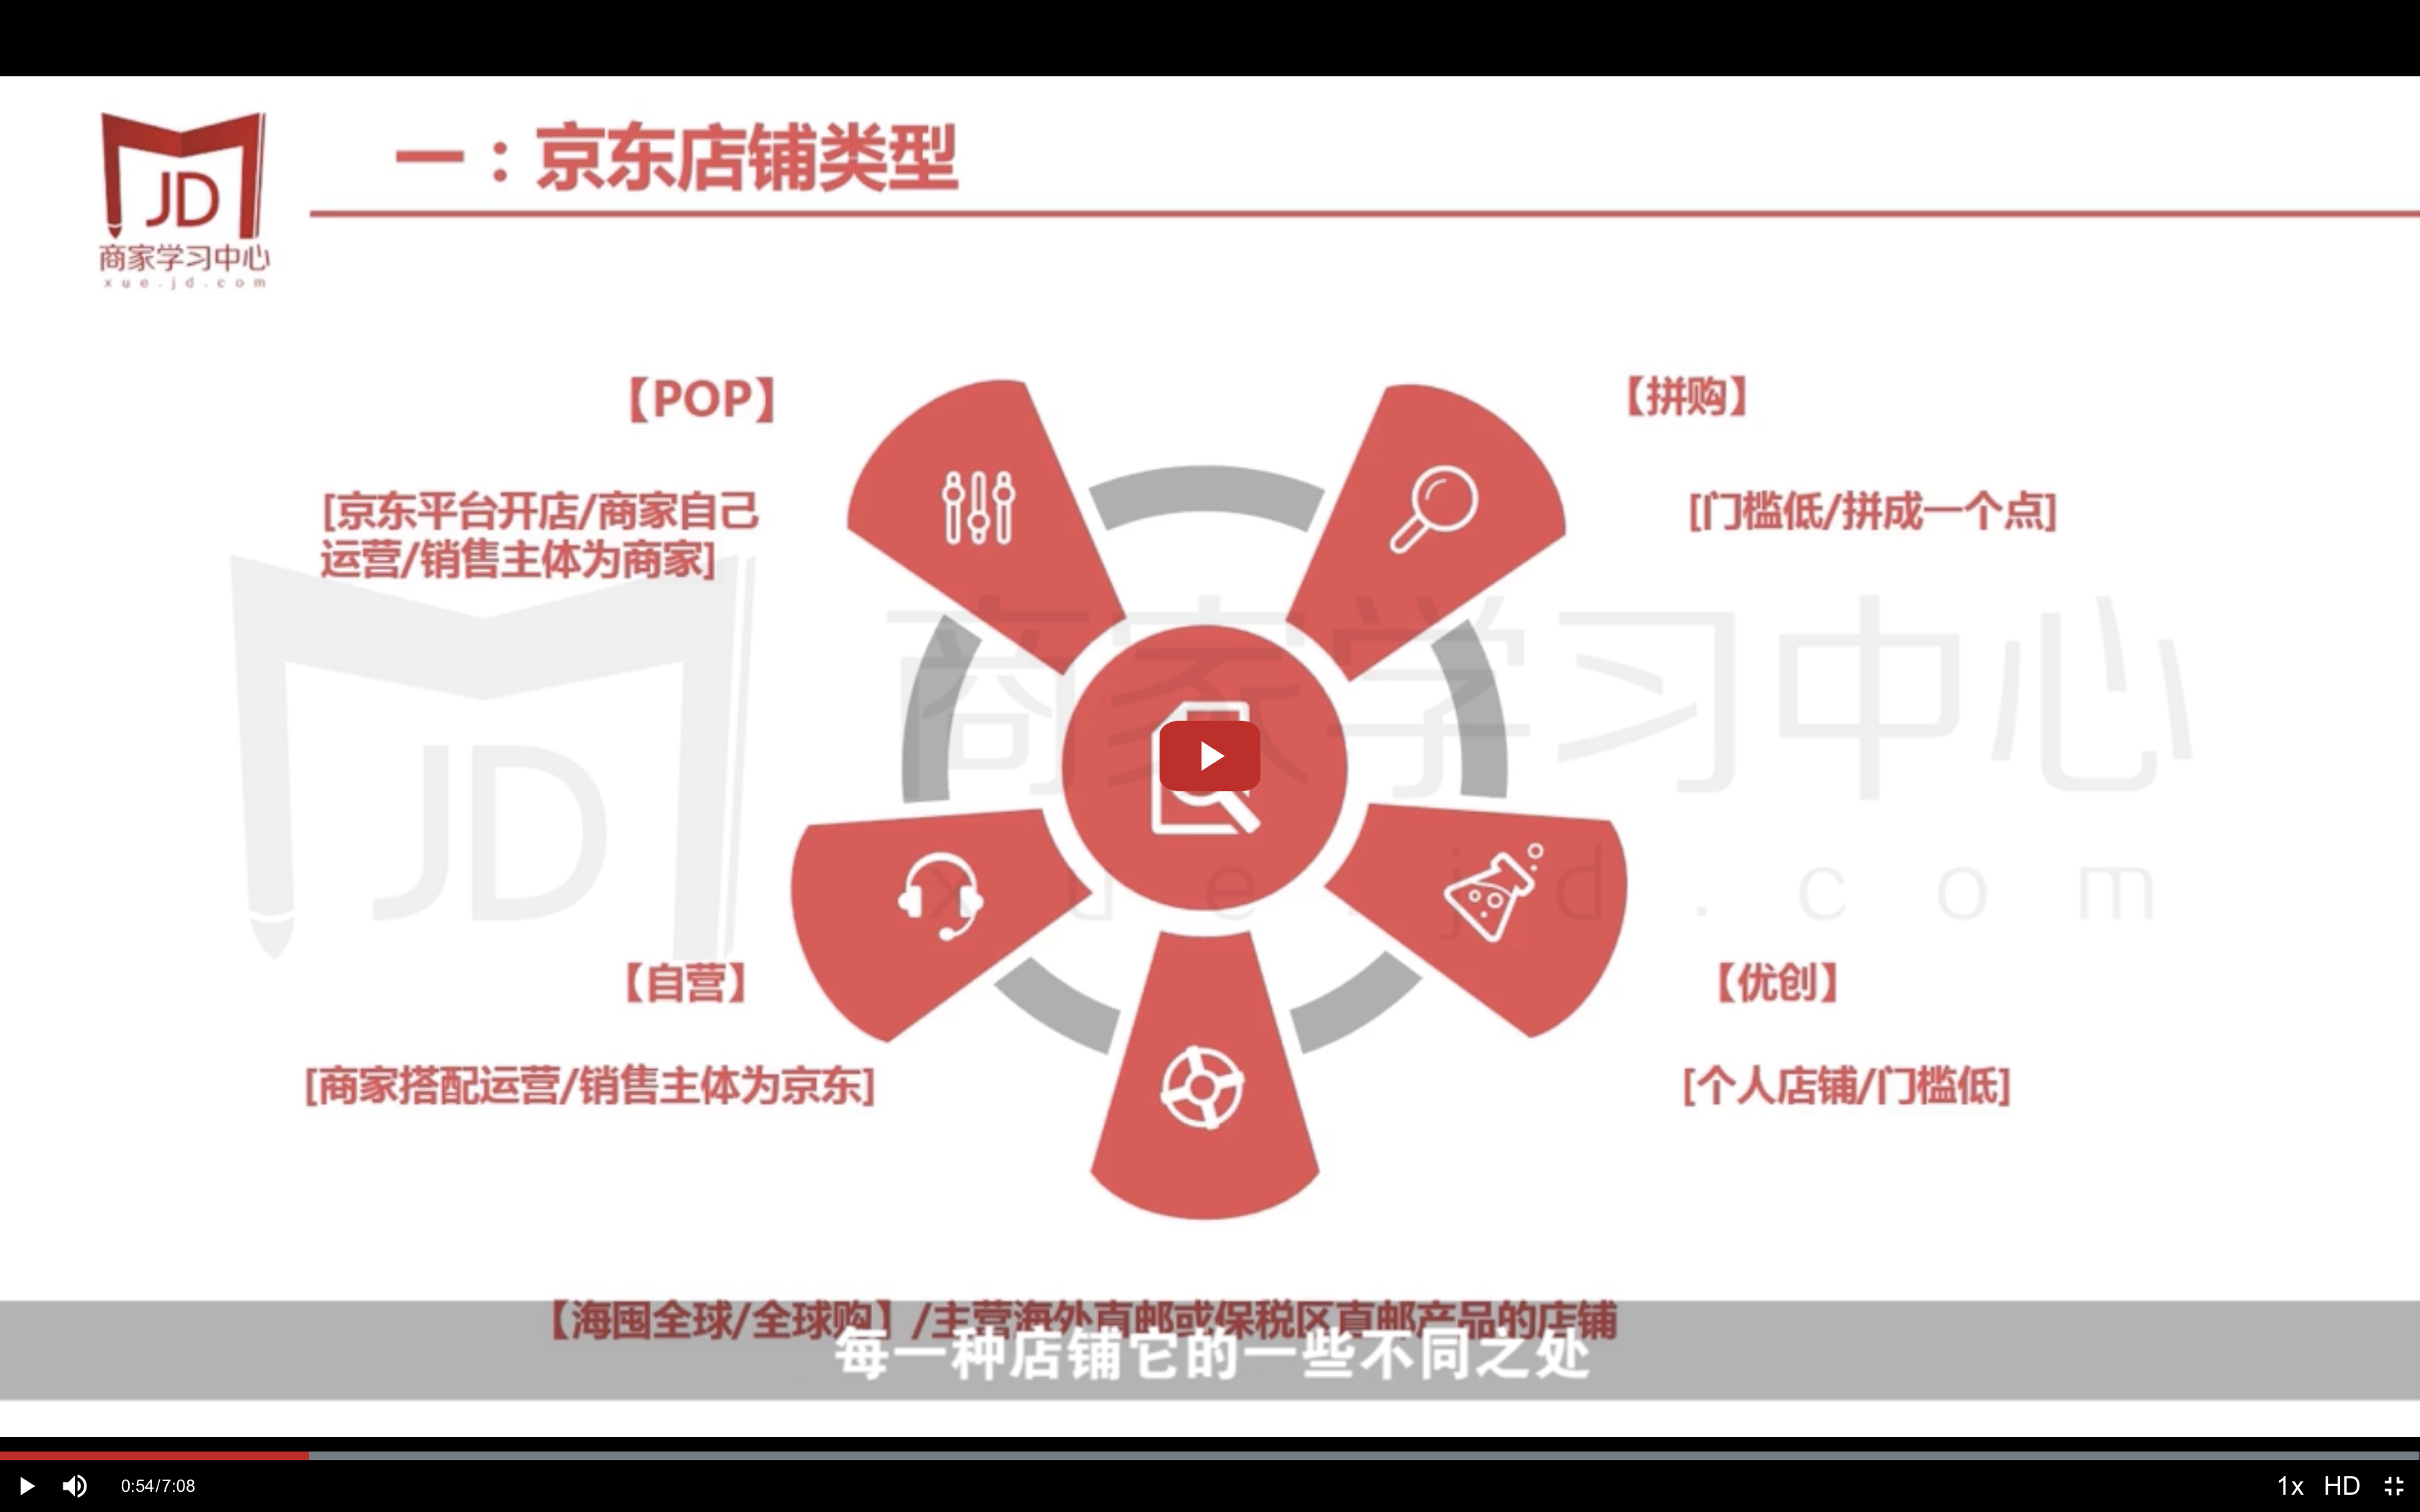 JD
商家学习中心
xue.jd.com
一：京东店铺类型
【POP】
[京东平台开店/商家自己
运营/销售主体为商家]
【拼购】
[门槛低/拼成一个点]
商家学习中心
JD
xue.jd.com
【自营】
[商家搭配运营/销售主体为京东]
【优创】
[个人店铺/门槛低]
【海囤全球/全球购】/主营海外直邮或保税区直邮产品的店铺
每一种店铺它的一些不同之处
0:54/7:08
1x
HD